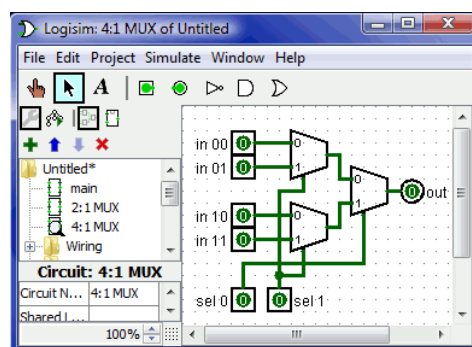 Logisim: 4:1 MUX of Untitled
File Edit Project Simulate Window Help
A
Untitled*
main
2:1 MUX
4:1 MUX
Wiring
Circuit: 4:1 MUX
Circuit N... 4:1 MUX
Shared L...
100%
in 00 0 0
in 01 0 1
0 0 out
1
in 10 0 0
in 11 0 1
sel 0 0 0 sel 1